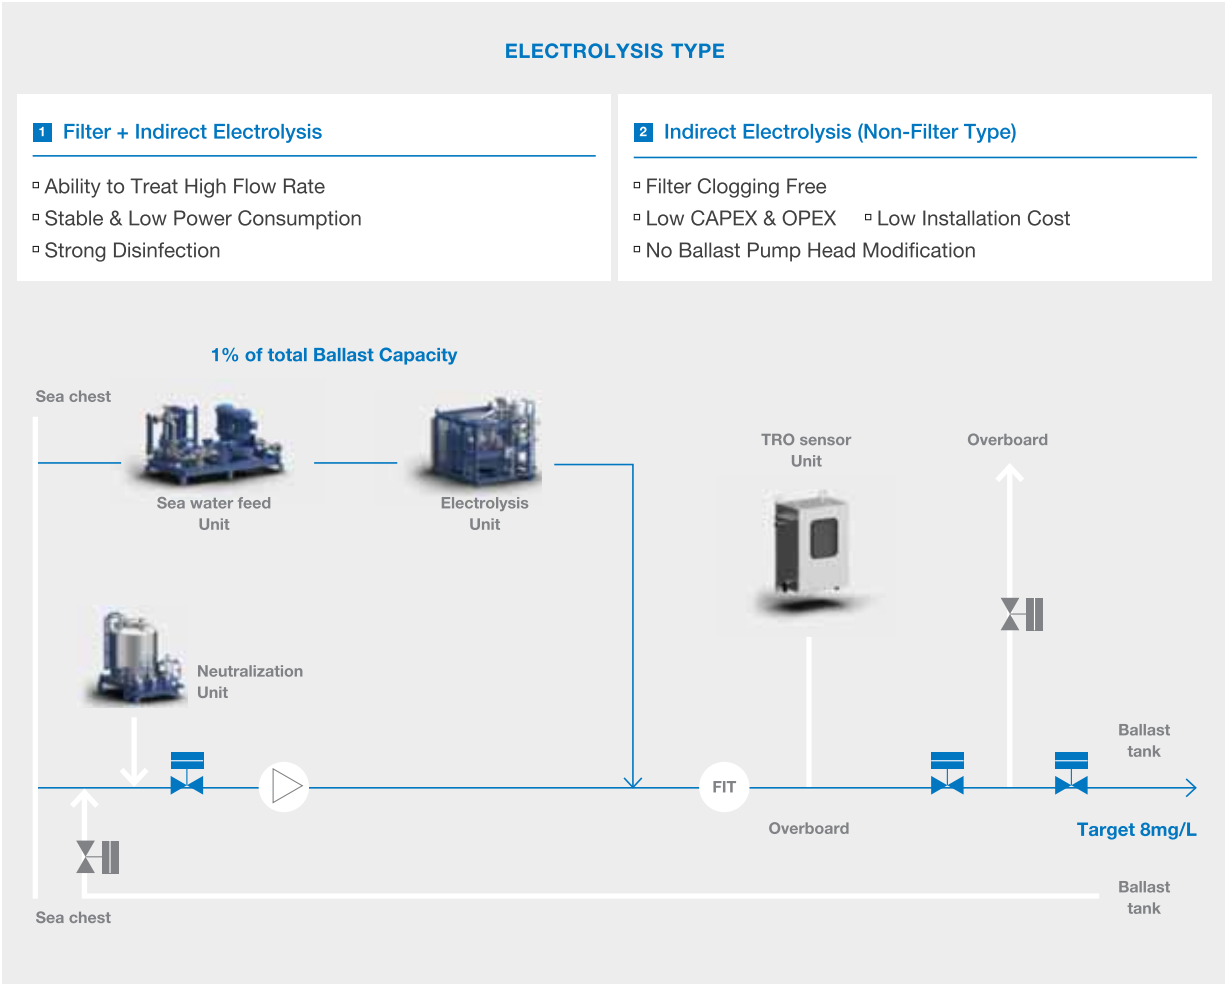 ELECTROLYSIS TYPE
1 Filter + Indirect Electrolysis
Ability to Treat High Flow Rate
Stable & Low Power Consumption
Strong Disinfection
2 Indirect Electrolysis (Non-Filter Type)
Filter Clogging Free
Low CAPEX & OPEX Low Installation Cost
No Ballast Pump Head Modification
1% of total Ballast Capacity
Sea chest
Sea water feed
Unit
Electrolysis
Unit
TRO sensor
Unit
Overboard
Neutralization
Unit
Ballast
tank
FIT
Overboard
Target 8mg/L
Ballast
tank
Sea chest